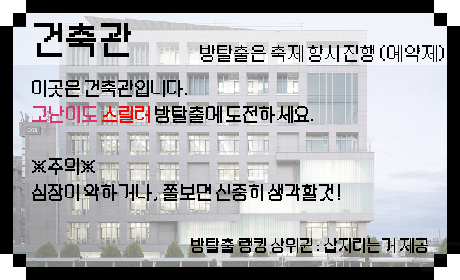 건축관
방탈출은 축제 항시 진행 (예약제)
이곳은 건축관입니다.
고난이도 스릴러 방탈출에 도전하세요.
※주의※
심장이 약하거나, 쫄보면 신중히 생각할것!
방탈출 랭킹 상위권 : 산지리는거 제공